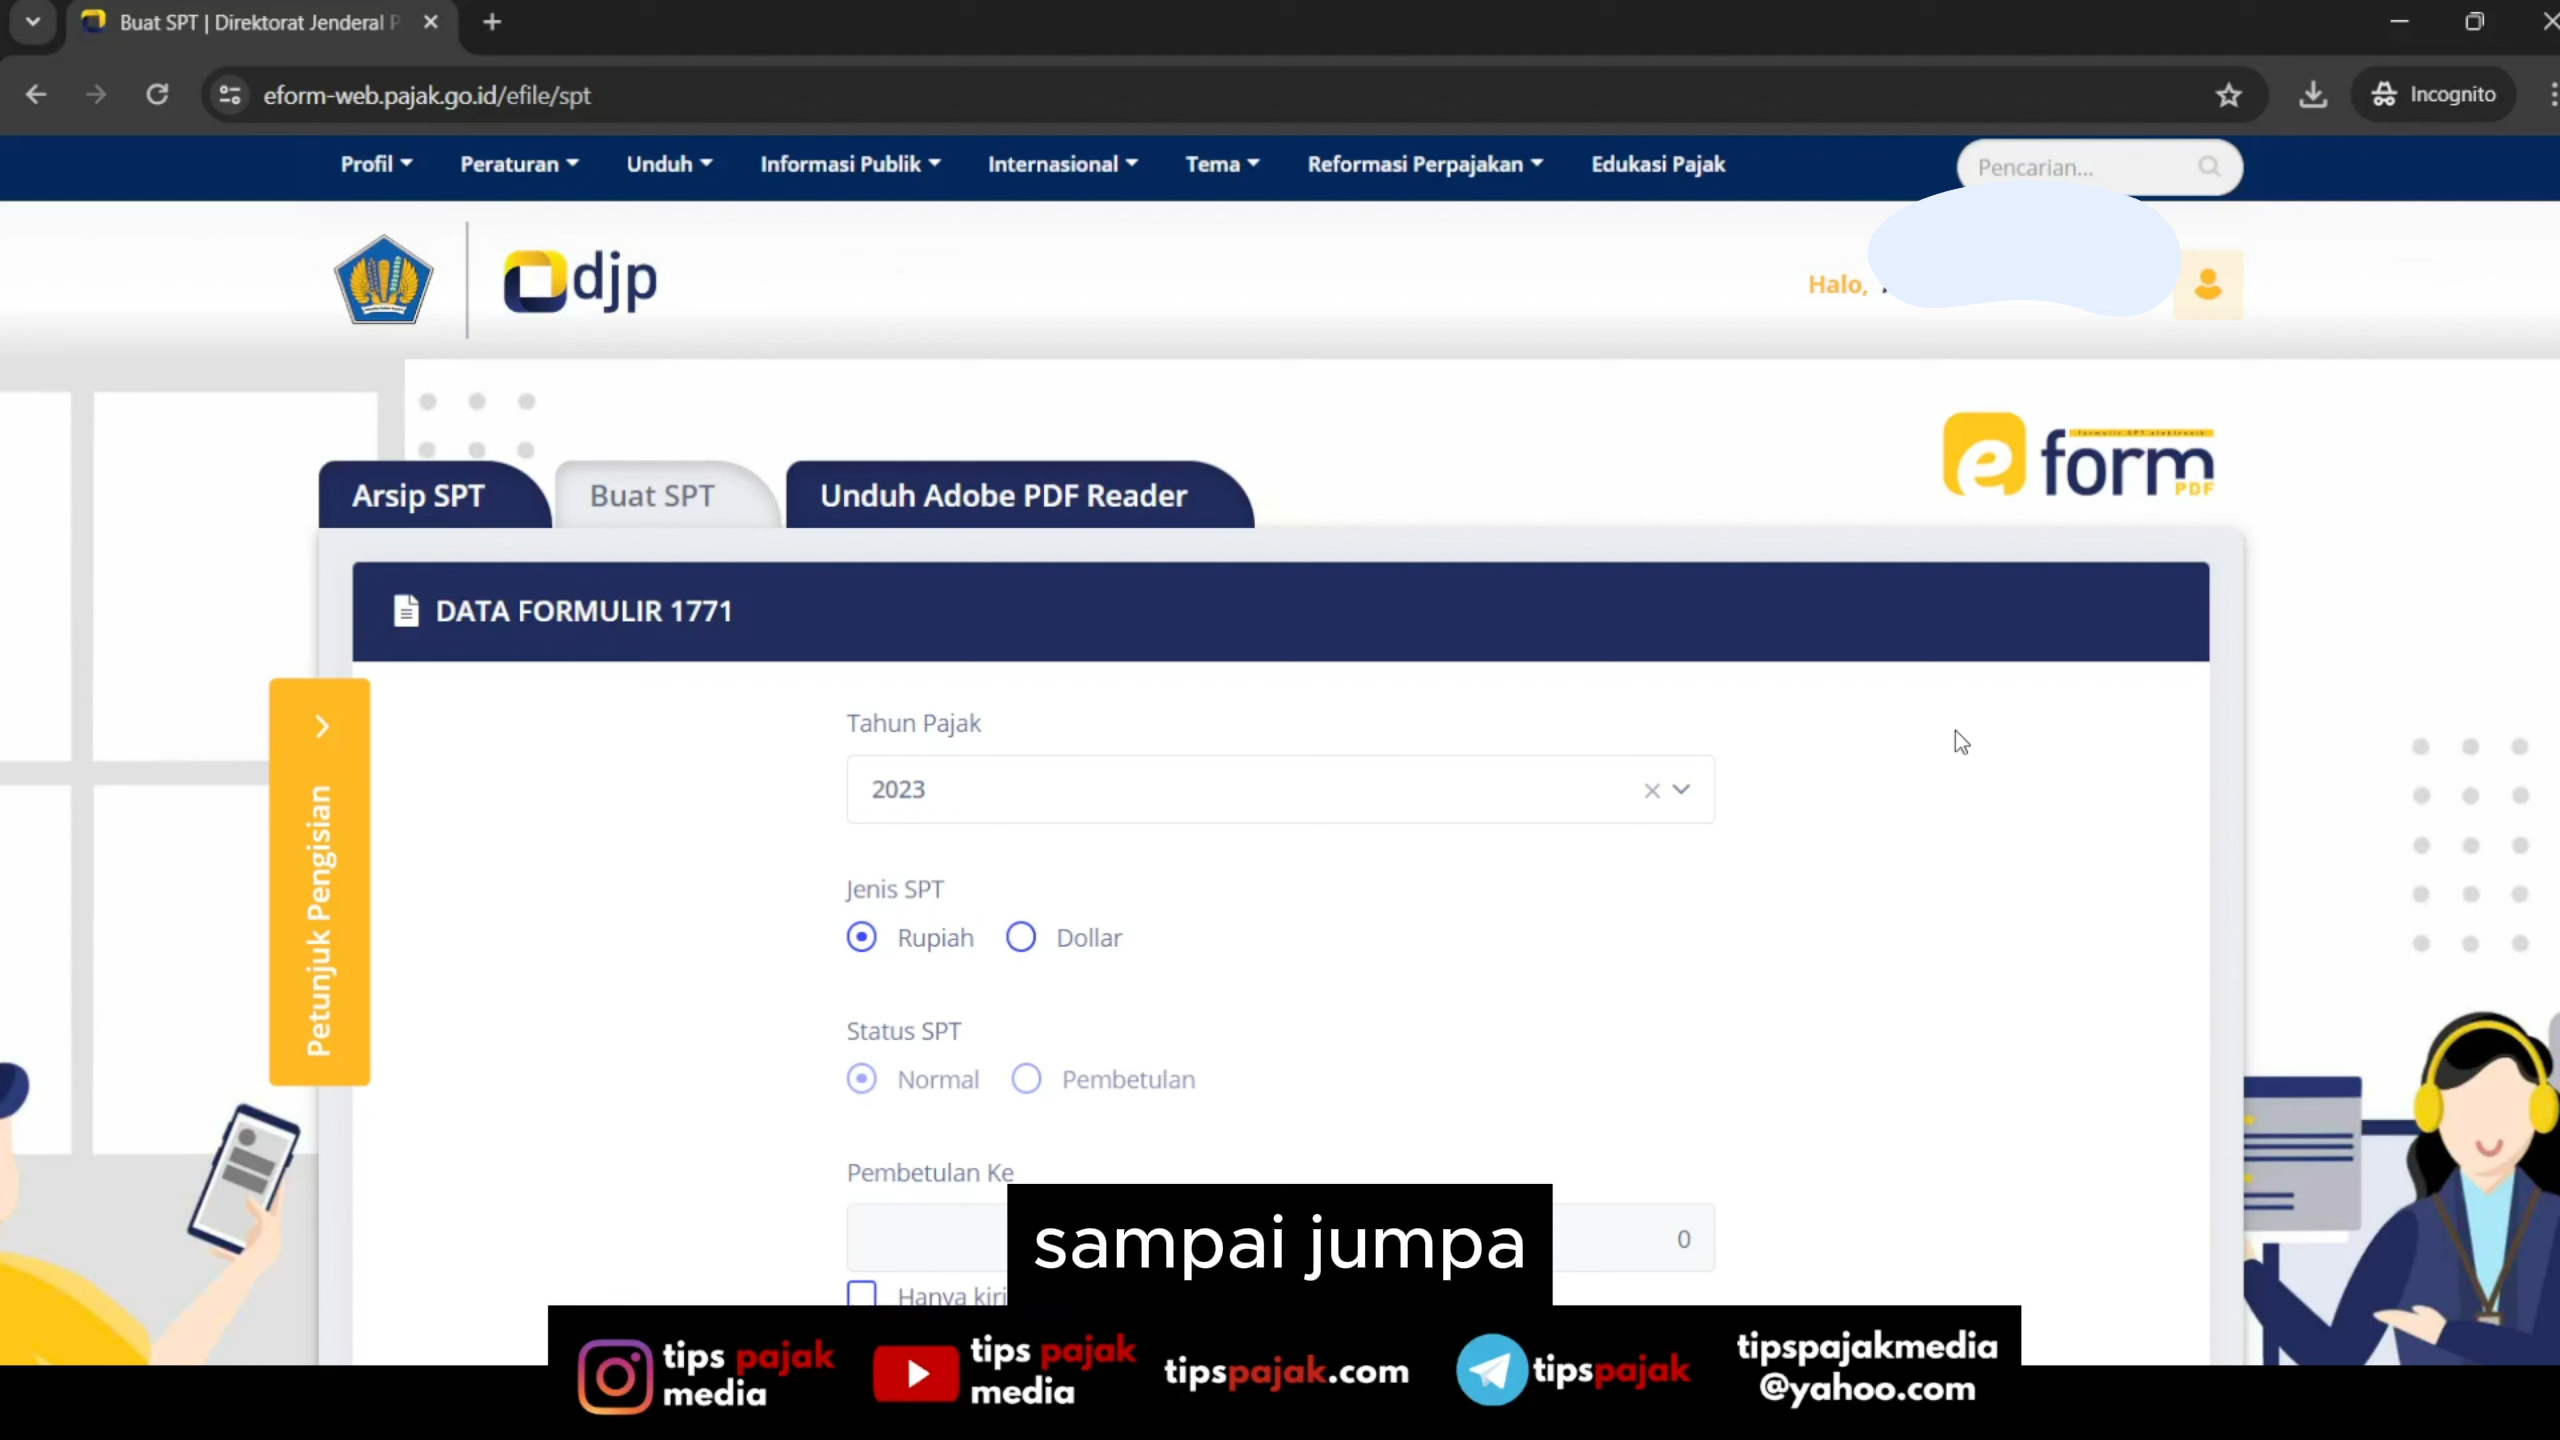 Buat SPT | Direktorat Jenderal P
eform-web.pajak.go.id/efile/spt
Incognito
Profil
Peraturan
Unduh
Informasi Publik
Internasional
Tema
Reformasi Perpajakan
Edukasi Pajak
Pencarian...
djp
Halo,
e form
PDF
Arsip SPT
Buat SPT
Unduh Adobe PDF Reader
DATA FORMULIR 1771
Petunjuk Pengisian
Tahun Pajak
2023
Jenis SPT
Rupiah
Dollar
Status SPT
Normal
Pembetulan
Pembetulan Ke
0
Hanya kiri
sampai jumpa
tips pajak
media
tips pajak
media
tipspajak.com
tipspajak
tipspajakmedia
@yahoo.com